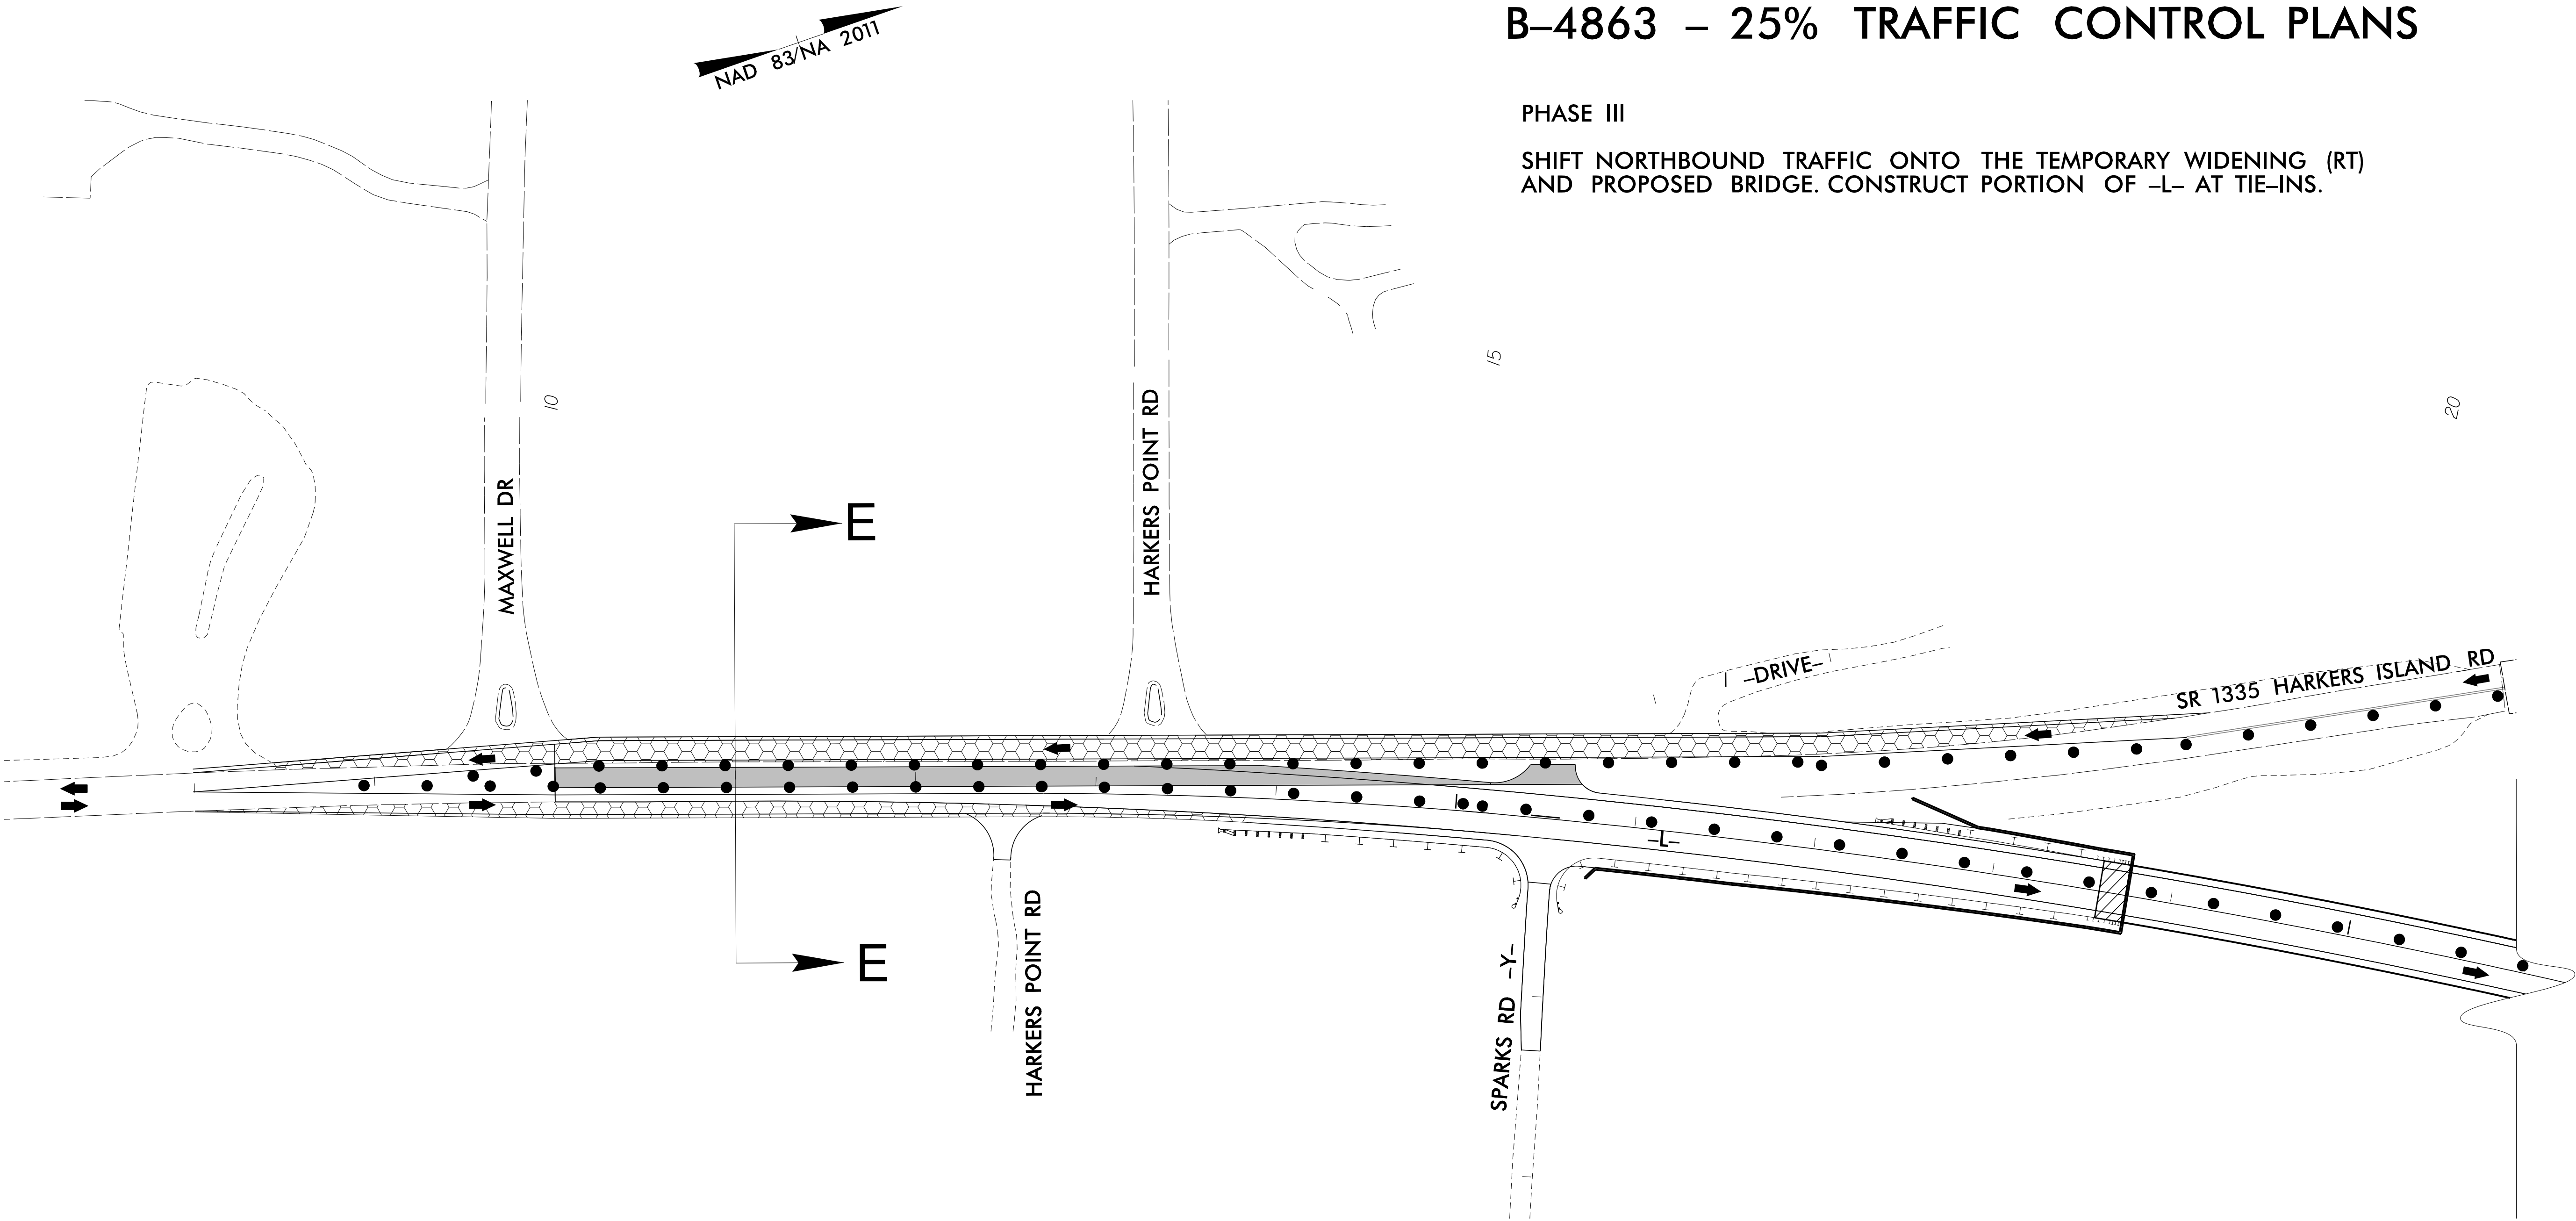 B–4863 – 25% TRAFFIC CONTROL PLANS
NAD 83/NA 2011
PHASE III
SHIFT NORTHBOUND TRAFFIC ONTO THE TEMPORARY WIDENING (RT)
AND PROPOSED BRIDGE. CONSTRUCT PORTION OF –L– AT TIE–INS.
15
10
20
HARKERS POINT RD
MAXWELL DR
E
–DRIVE–
SR 1335 HARKERS ISLAND RD
–L–
HARKERS POINT RD
E
SPARKS RD –Y–